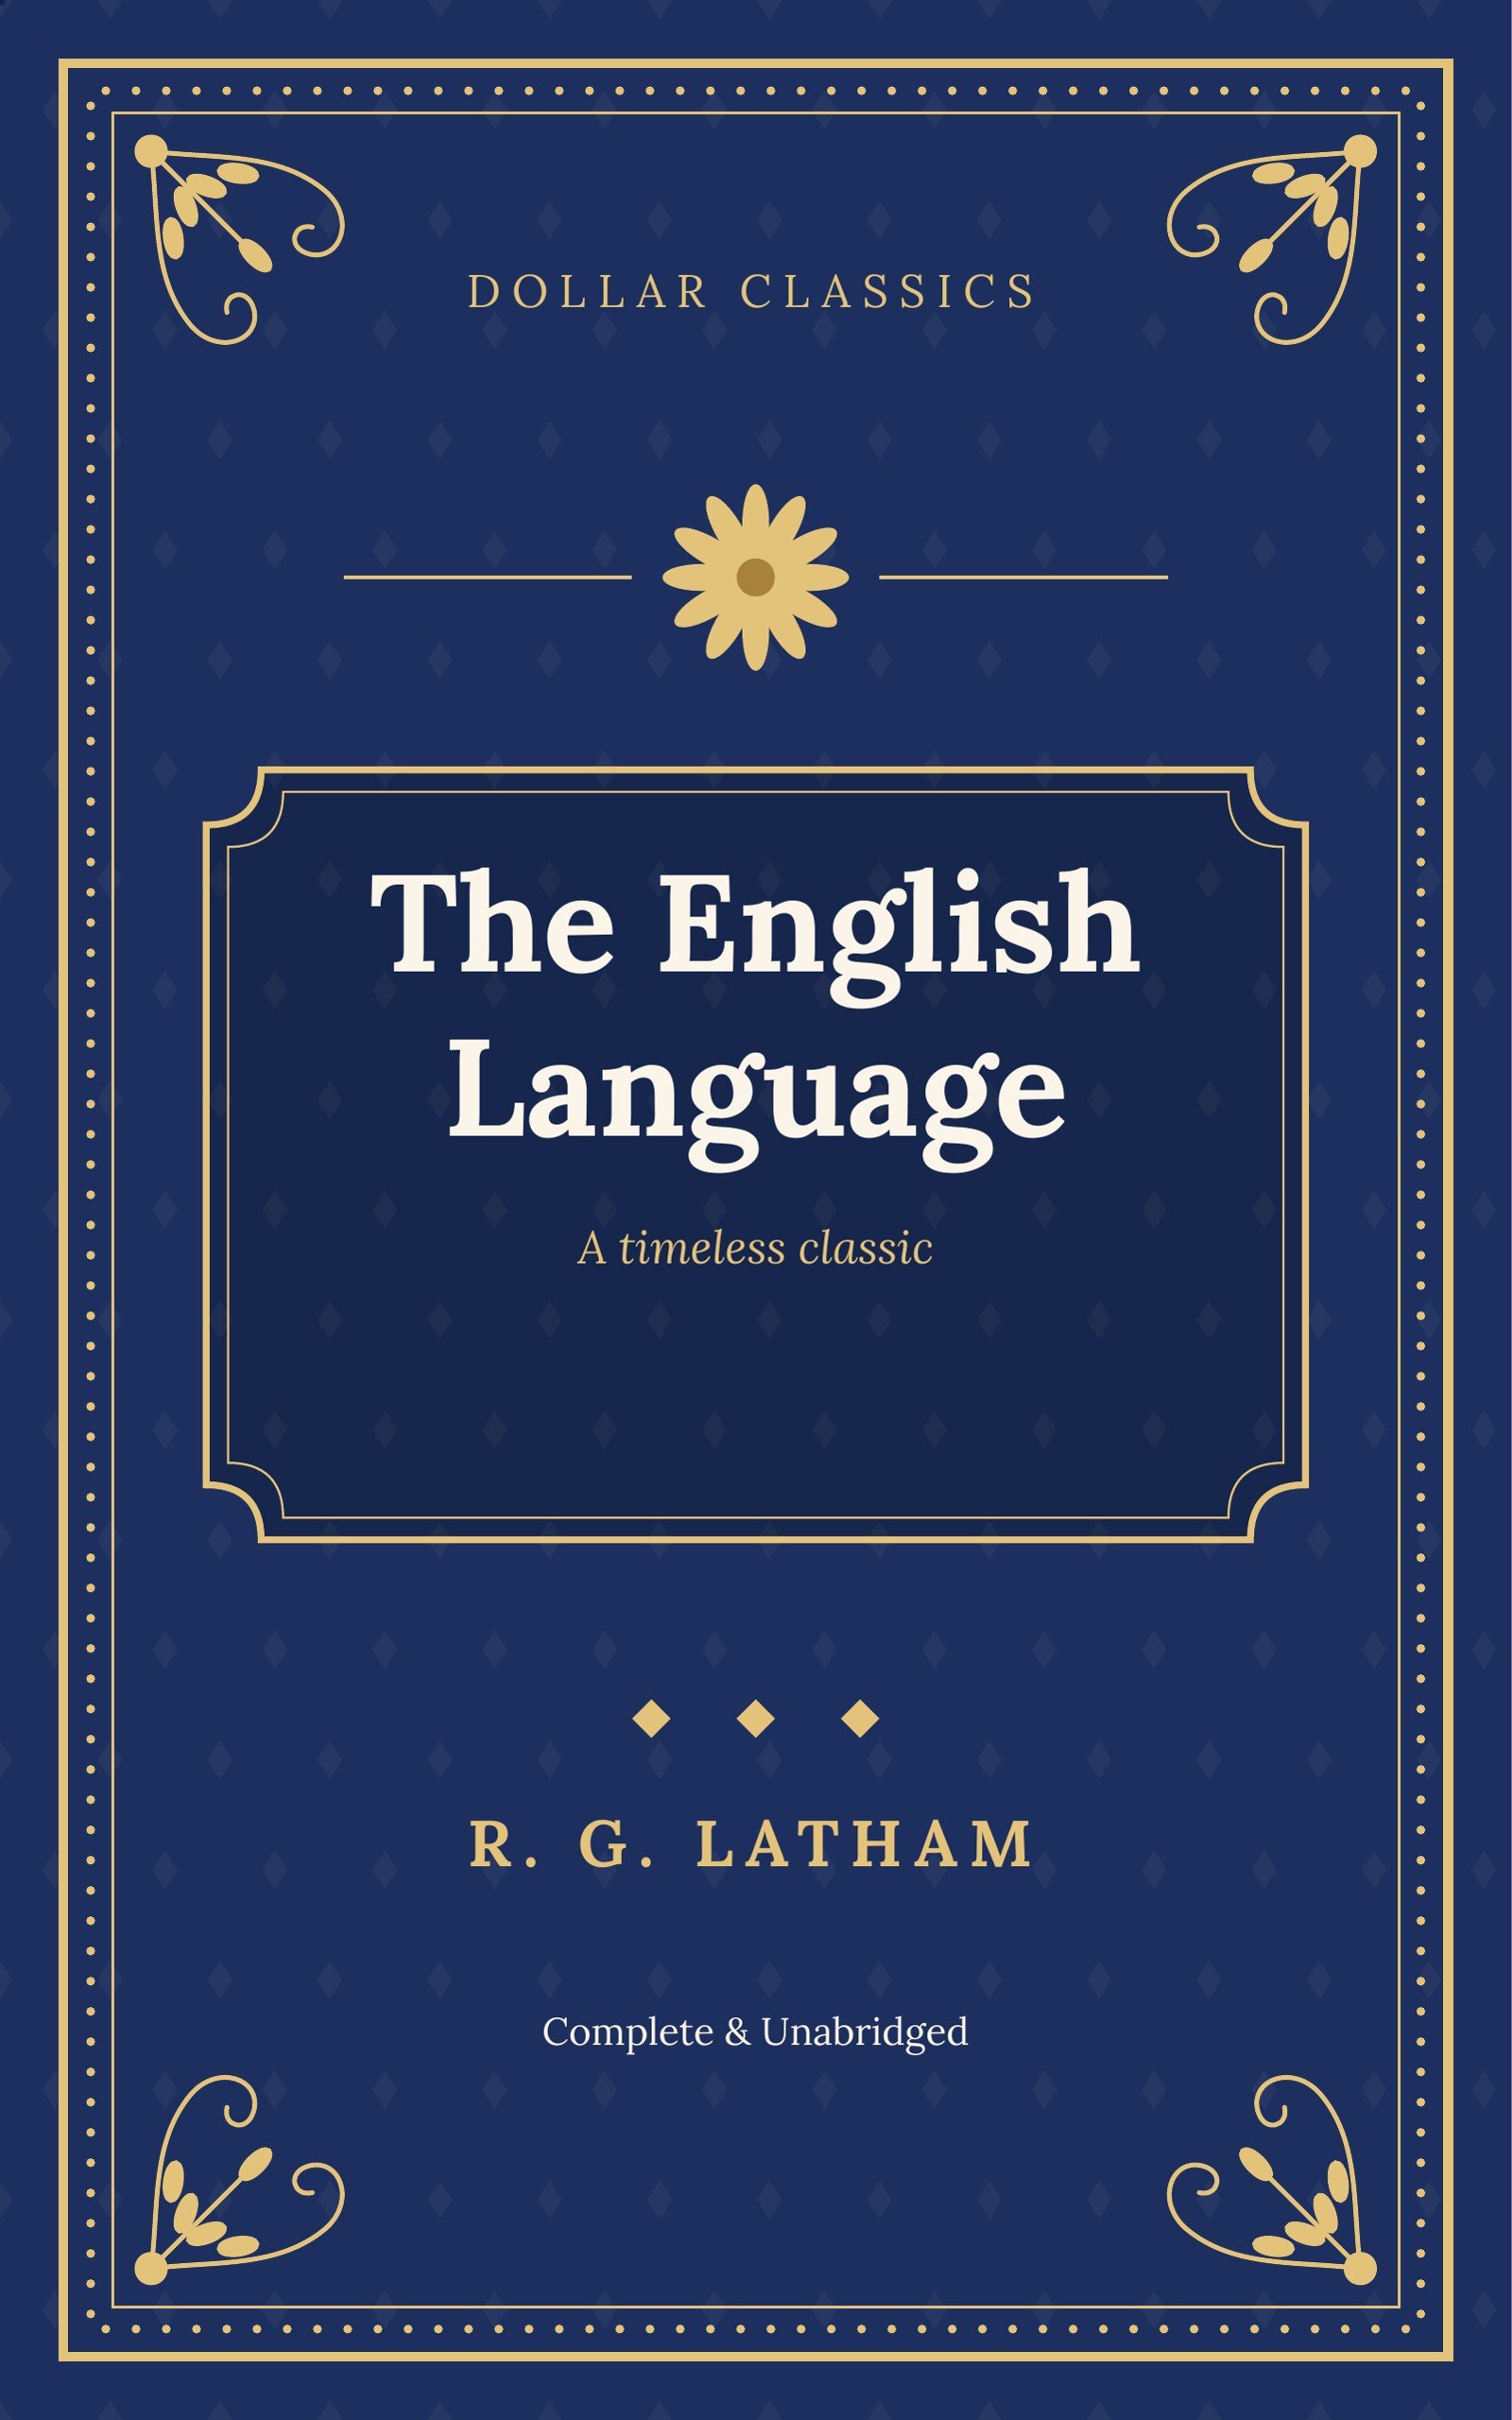 DOLLAR CLASSICS
The English
Language
A timeless classic
R. G. LATHAM
Complete & Unabridged